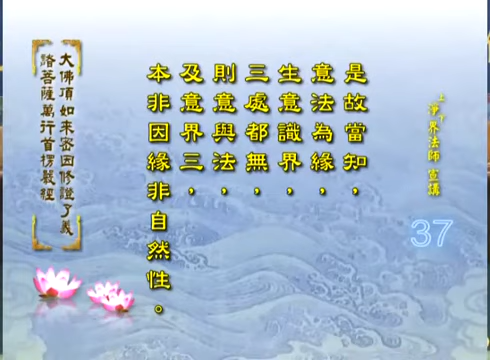 是故當知，
意法為緣，
生意識界，
三處都無，
則意與法，
及意界三，
本非因緣非自然性。
上淨下界法師 宣講
37
大佛頂如來密因修證了義
諸菩薩萬行首楞嚴經